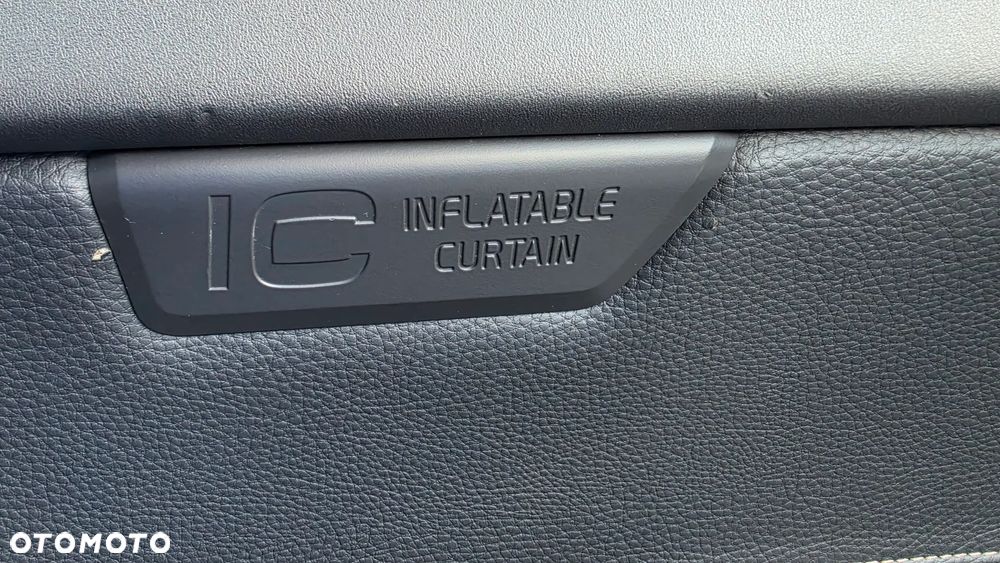 IC INFLATABLE
CURTAIN
OTOMOTO